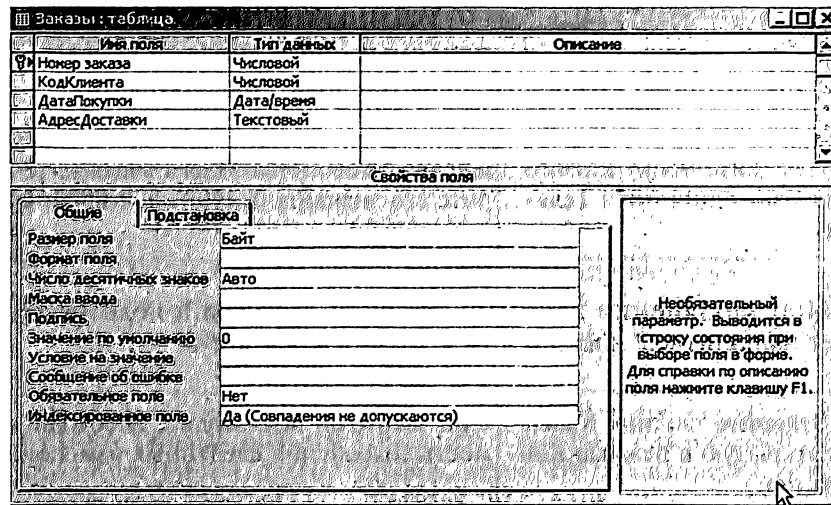 Заказы : таблица
Имя поля Тип данных Описание
Номер заказа Числовой
КодКлиента Числовой
ДатаПокупки Дата/время
АдресДоставки Текстовый
Свойства поля
Общие Подстановка
Размер поля Байт
Формат поля
Число десятичных знаков Авто
Маска ввода
Подпись
Значение по умолчанию 0
Условие на значение
Сообщение об ошибке
Обязательное поле Нет
Индексированное поле Да (Совпадения не допускаются)
Необязательный
параметр. Выводится в
строку состояния при
выборе поля в форме.
Для справки по описанию
поля нажмите клавишу F1.